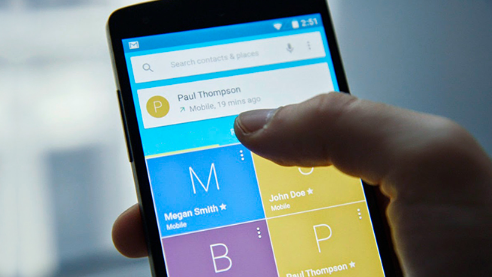 2:51
Search contacts & places
P
Paul Thompson
Mobile, 19 mins ago
M
Megan Smith
Mobile
John Doe
Mobile
B
P
Paul Thompson